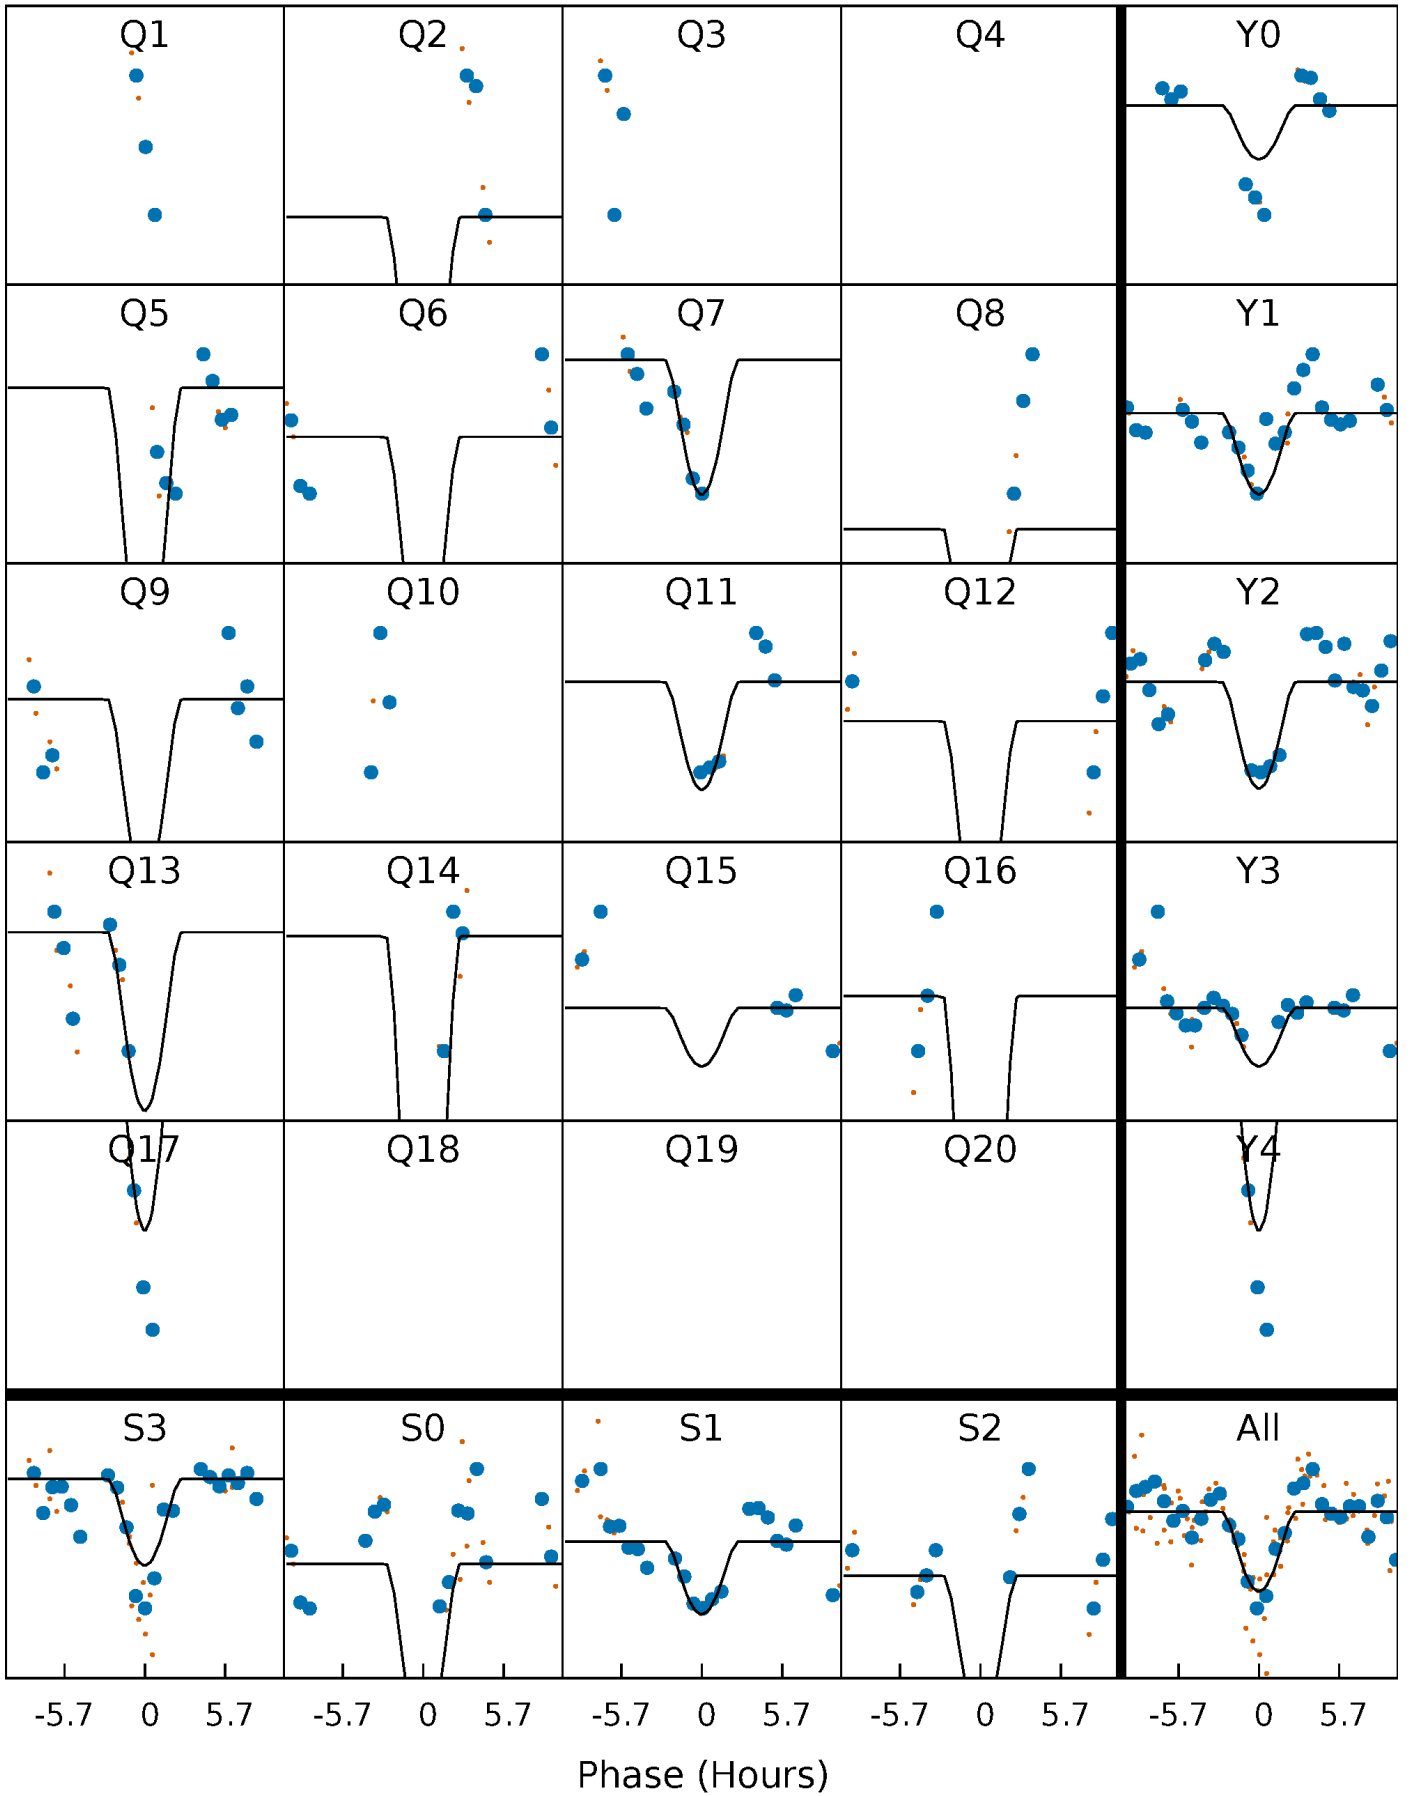 Q1 Q2 Q3 Q4 Y0
Q5 Q6 Q7 Q8 Y1
Q9 Q10 Q11 Q12 Y2
Q13 Q14 Q15 Q16 Y3
Q17 Q18 Q19 Q20 Y4
S3 S0 S1 S2 All
-5.7 0 5.7 -5.7 0 5.7 -5.7 0 5.7 -5.7 0 5.7 -5.7 0 5.7
Phase (Hours)